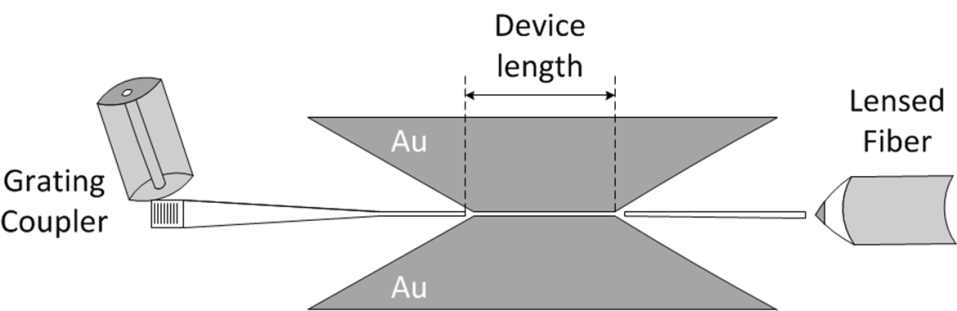 Device
length
Au
Lensed
Fiber
Grating
Coupler
Au